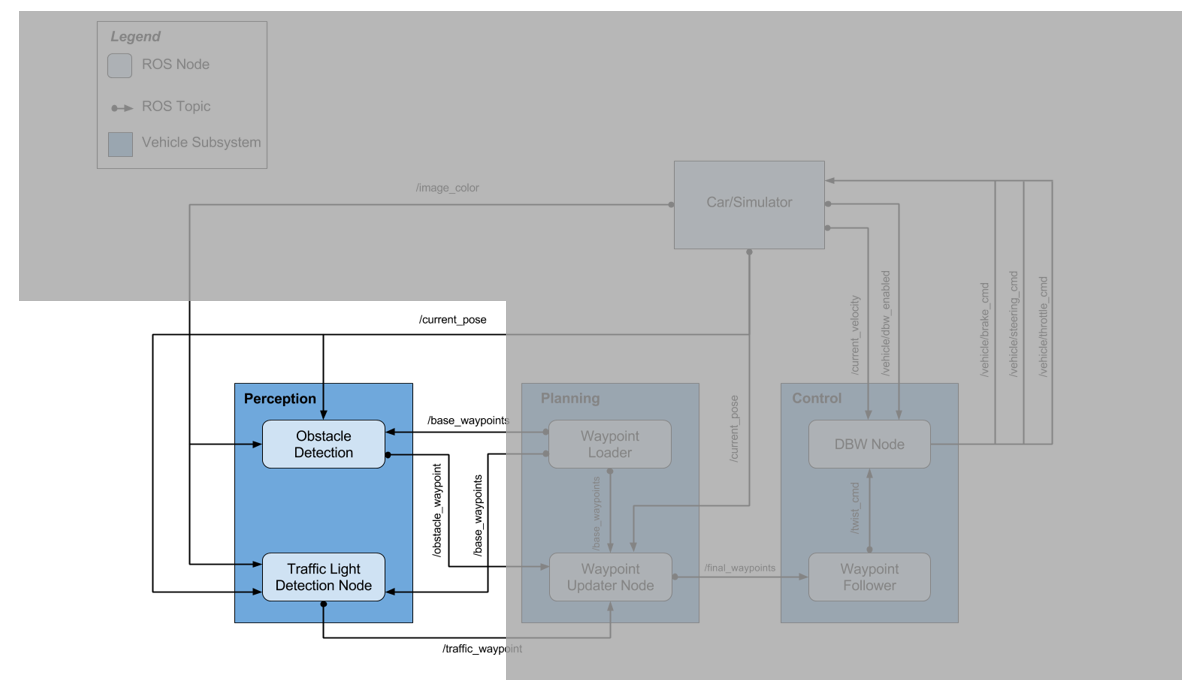 Legend
ROS Node
ROS Topic
Vehicle Subsystem
/image_color
Car/Simulator
/current_pose
/current_velocity
/vehicle/dbw_enabled
/vehicle/brake_cmd
/vehicle/steering_cmd
/vehicle/throttle_cmd
Perception
Obstacle
Detection
/base_waypoints
/obstacle_waypoint
/base_waypoints
Traffic Light
Detection Node
/traffic_waypoint
Planning
Waypoint
Loader
/base_waypoints
/current_pose
Waypoint
Updater Node
/final_waypoints
Control
DBW Node
/twist_cmd
Waypoint
Follower